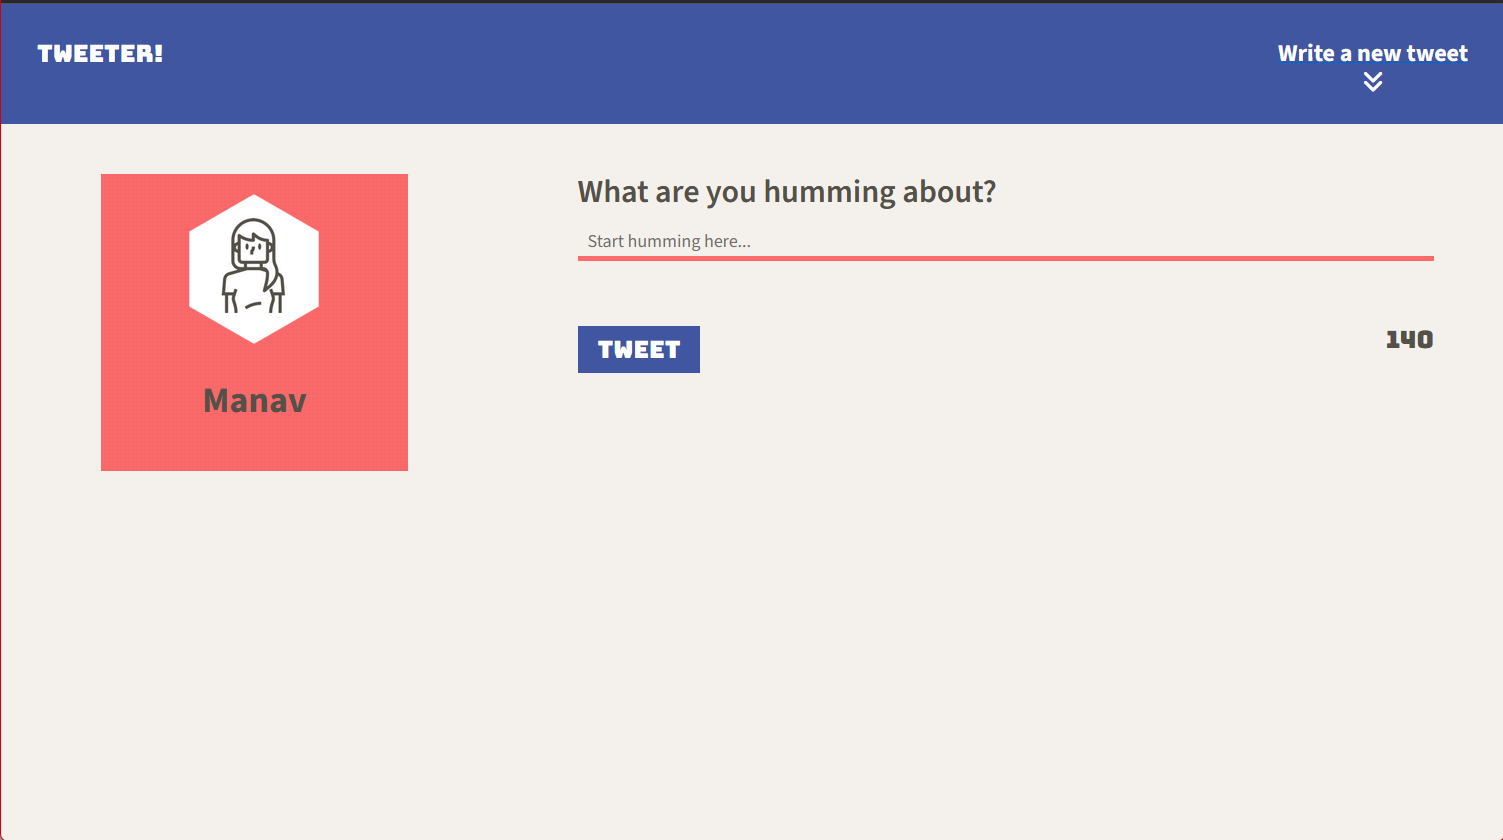 TWEETER!
Write a new tweet
What are you humming about?
Start humming here...
TWEET
140
Manav